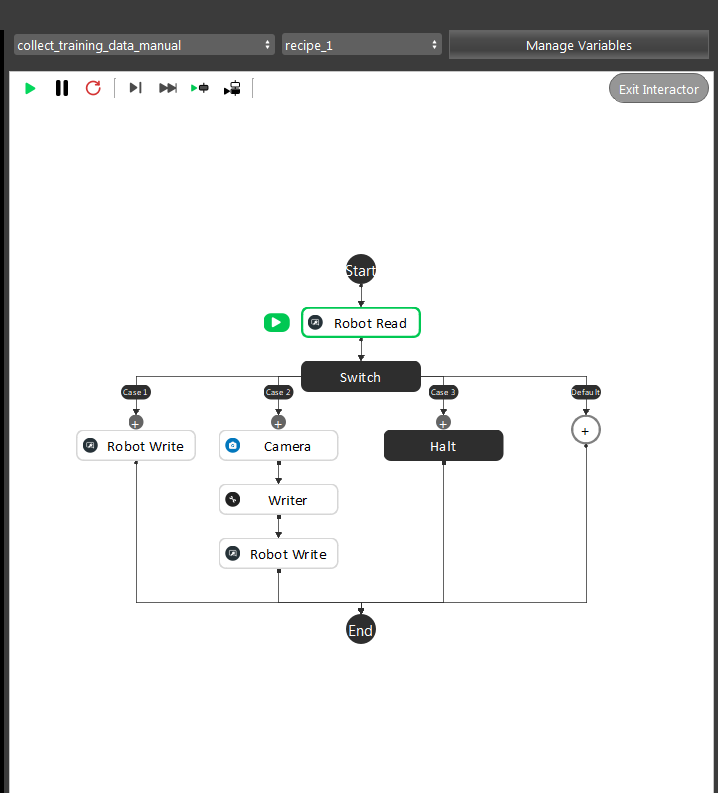 collect_training_data_manual
recipe_1
Manage Variables
Exit Interactor
Start
Robot Read
Switch
Case 1
Case 2
Case 3
Default
Robot Write
Camera
Halt
Writer
Robot Write
End